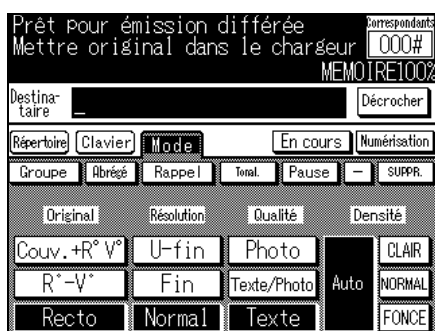 Prêt pour émission différée
Correspondants
Mettre original dans le chargeur 000#
MEMOIRE100%
Destina-
taire _ Décrocher
Répertoire Clavier Mode En cours Numérisation
Groupe Abrégé Rappel Tonal. Pause - SUPPR.
Original Résolution Qualité Densité
Couv.+R°V° U-fin Photo CLAIR
R°-V° Fin Texte/Photo Auto NORMAL
Recto Normal Texte FONCE